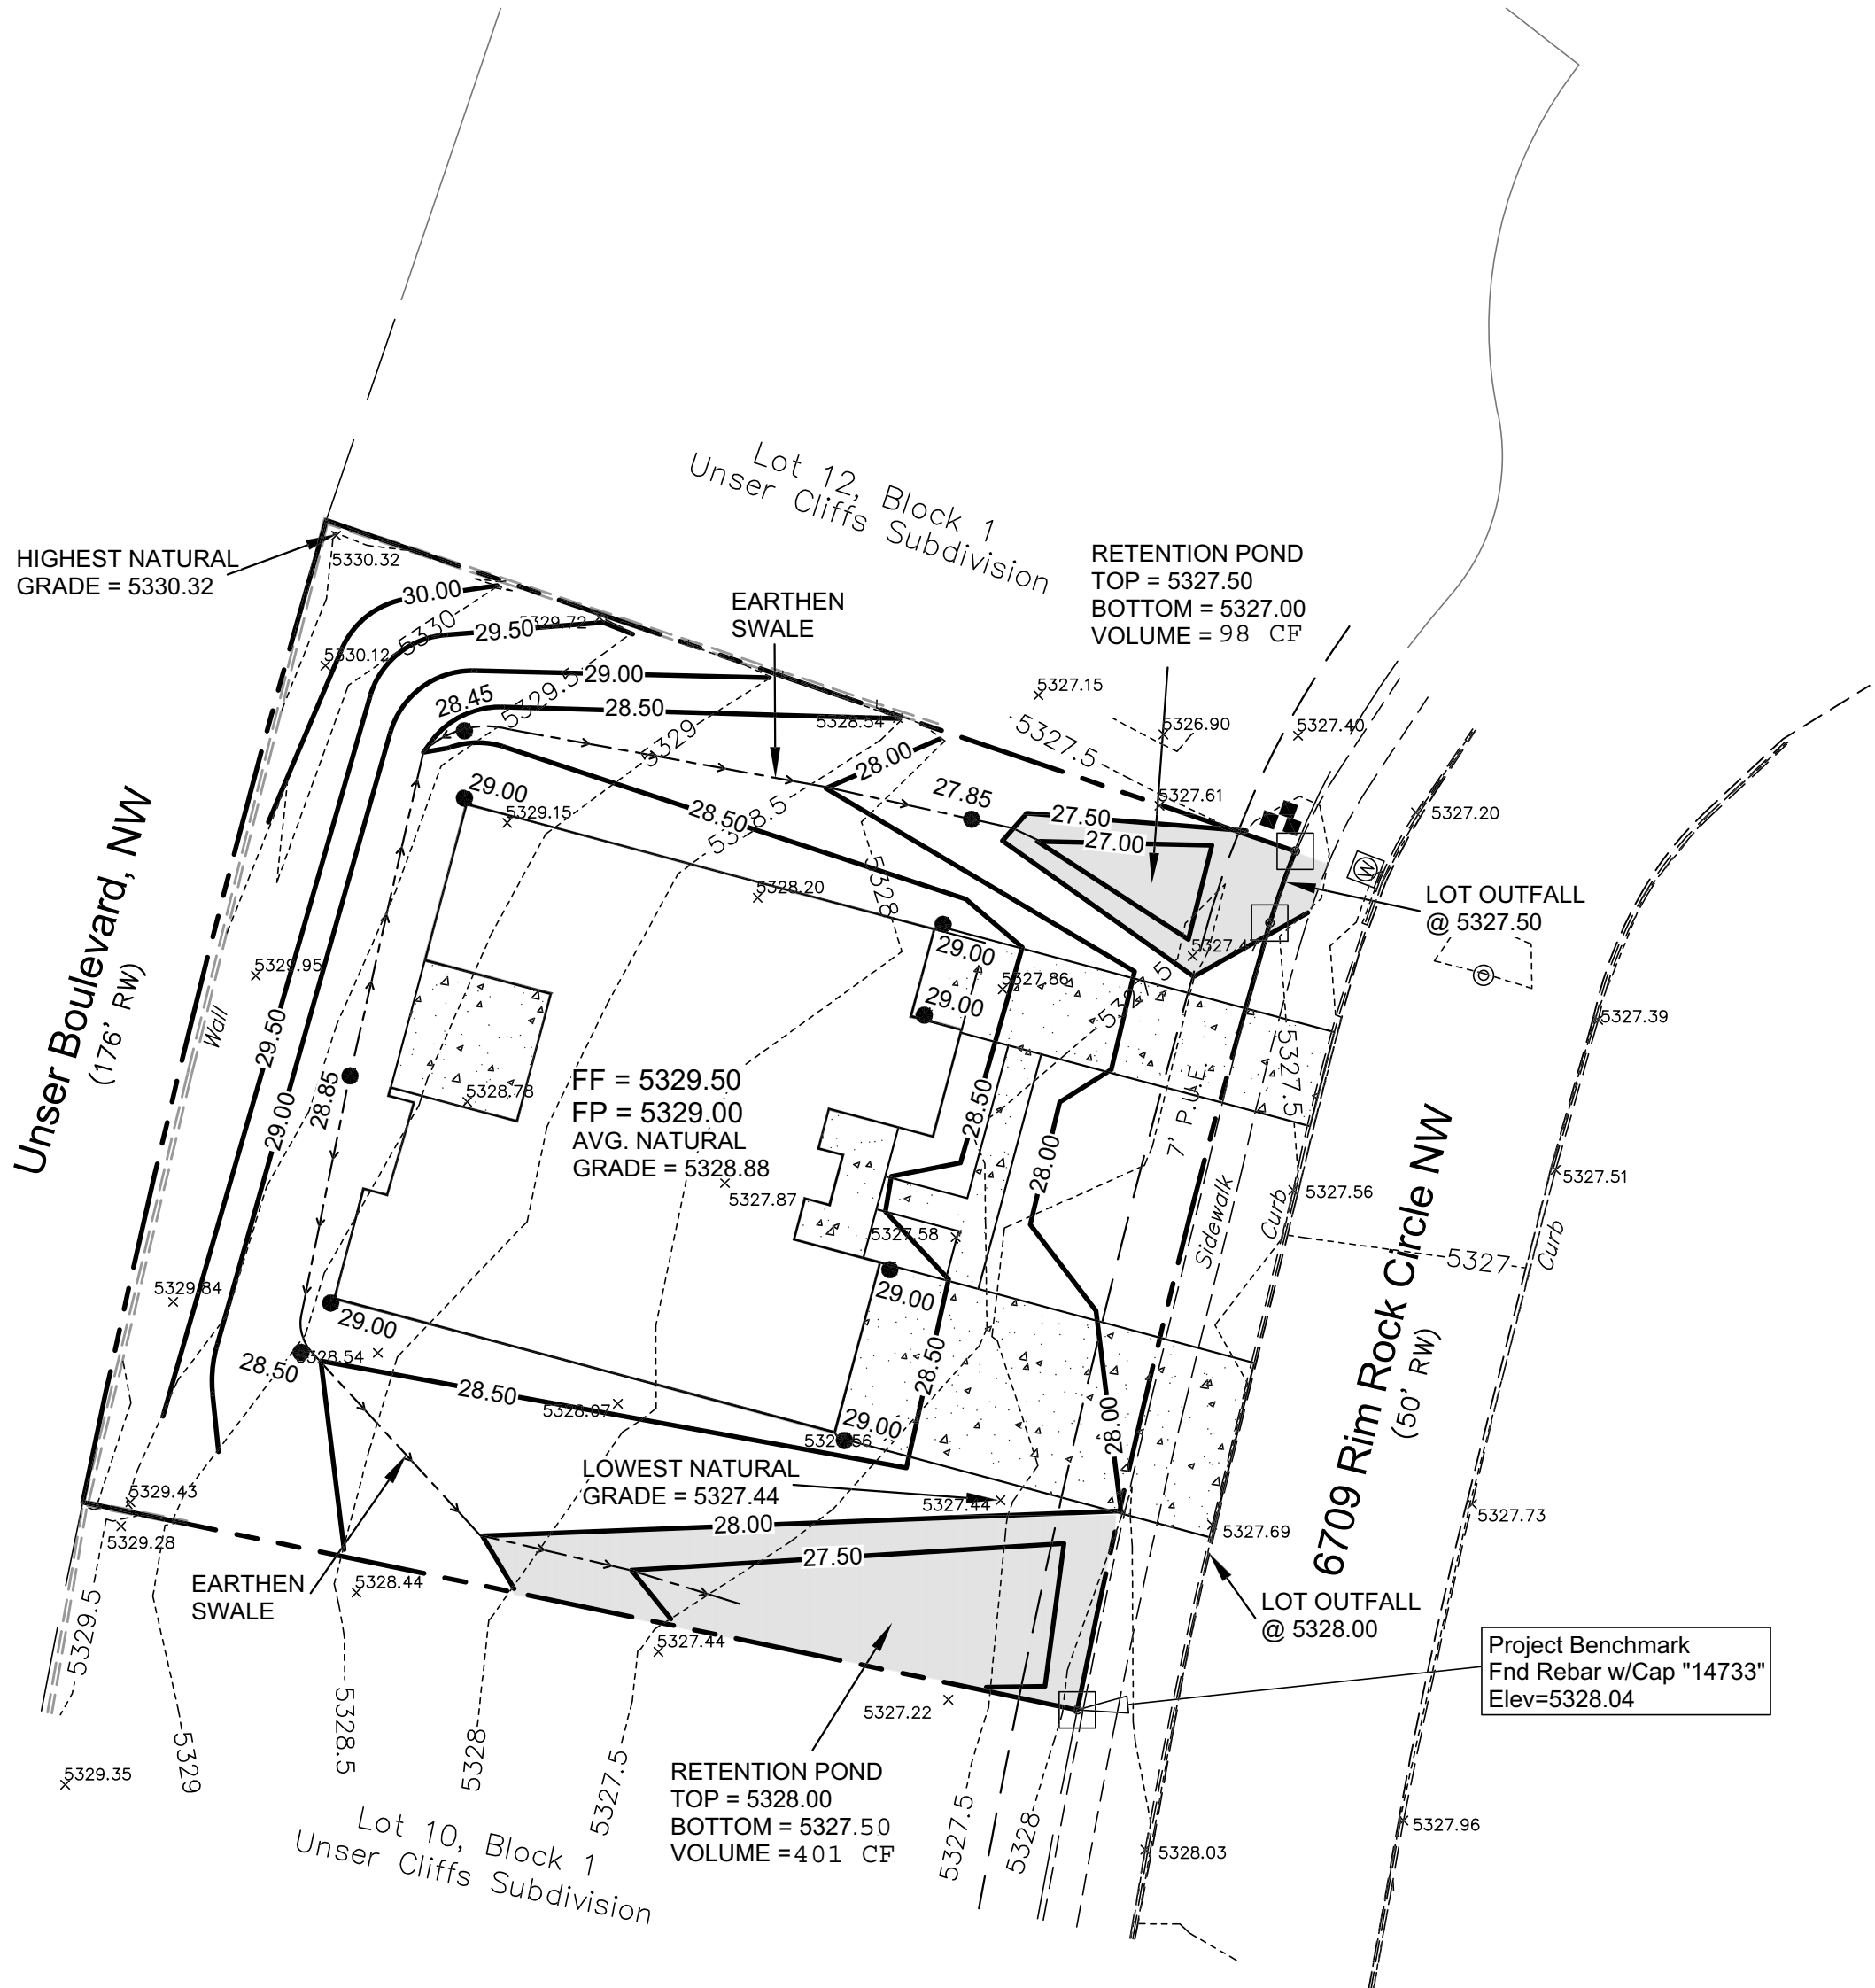 Lot 12, Block 1
Unser Cliffs Subdivision
HIGHEST NATURAL
GRADE = 5330.32
5330.32
RETENTION POND
TOP = 5327.50
BOTTOM = 5327.00
VOLUME = 98 CF
EARTHEN
SWALE
30.00
5330
29.50
5329.72
5330.12
29.00
5329.5
28.45
28.50
5328.54
5329
28.00
5327.15
5326.90
5327.40
5327.5
29.00
5329.15
28.50
5328.5
27.85
5327.61
27.50
27.00
5327.20
W
5328.20
5328
LOT OUTFALL
@ 5327.50
Unser Boulevard, NW
(176' RW)
Wall
5329.95
29.50
29.00
28.85
29.00
5327.86
29.00
5327.47
5327.5
5327.39
5328.78
FF = 5329.50
FP = 5329.00
AVG. NATURAL
GRADE = 5328.88
5327.87
28.50
28.00
7' P.U.E.
5327.5
Sidewalk
Curb
5327.56
5327.51
Curb
5327
5327.58
29.00
6709 Rim Rock Circle NW
(50' RW)
5329.84
29.00
28.50
5328.54
28.50
5328.07
28.50
29.00
5327.56
28.00
LOWEST NATURAL
GRADE = 5327.44
5327.44
5329.43
5329.28
28.00
27.50
5327.69
5327.73
EARTHEN
SWALE
5328.44
5327.44
5327.22
LOT OUTFALL
@ 5328.00
Project Benchmark
Fnd Rebar w/Cap "14733"
Elev=5328.04
5329.5
5329
5328.5
5328
5327.5
5327.5
5328
5329.35
RETENTION POND
TOP = 5328.00
BOTTOM = 5327.50
VOLUME =401 CF
5327.96
5328.03
Lot 10, Block 1
Unser Cliffs Subdivision